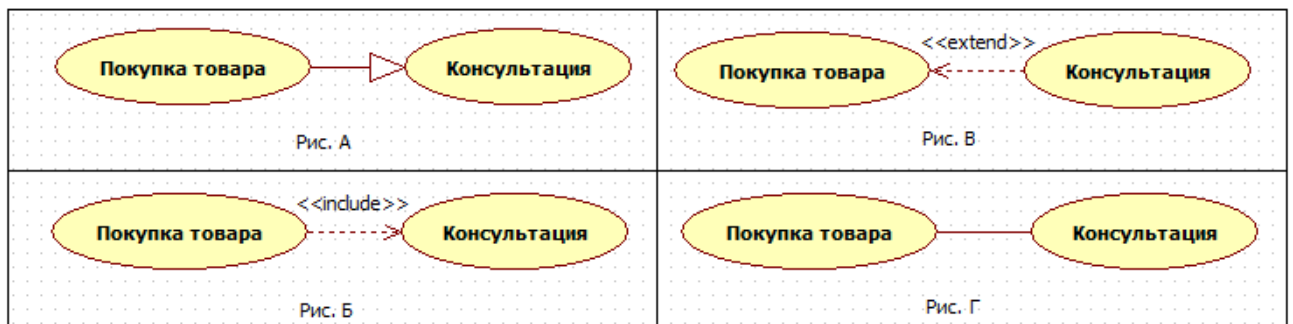 Покупка товара
Консультация
Рис. А
<<extend>>
Покупка товара
Консультация
Рис. В
<<include>>
Покупка товара
Консультация
Рис. Б
Покупка товара
Консультация
Рис. Г